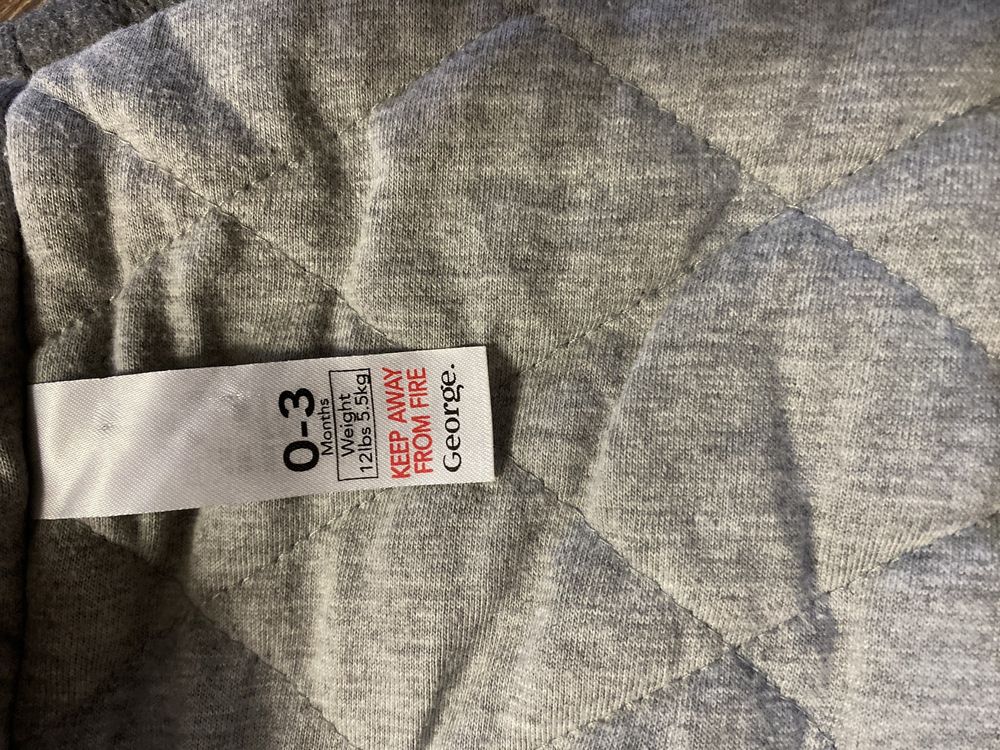 0-3
Months
Weight
12lbs 5.5kg
KEEP AWAY
FROM FIRE
George.